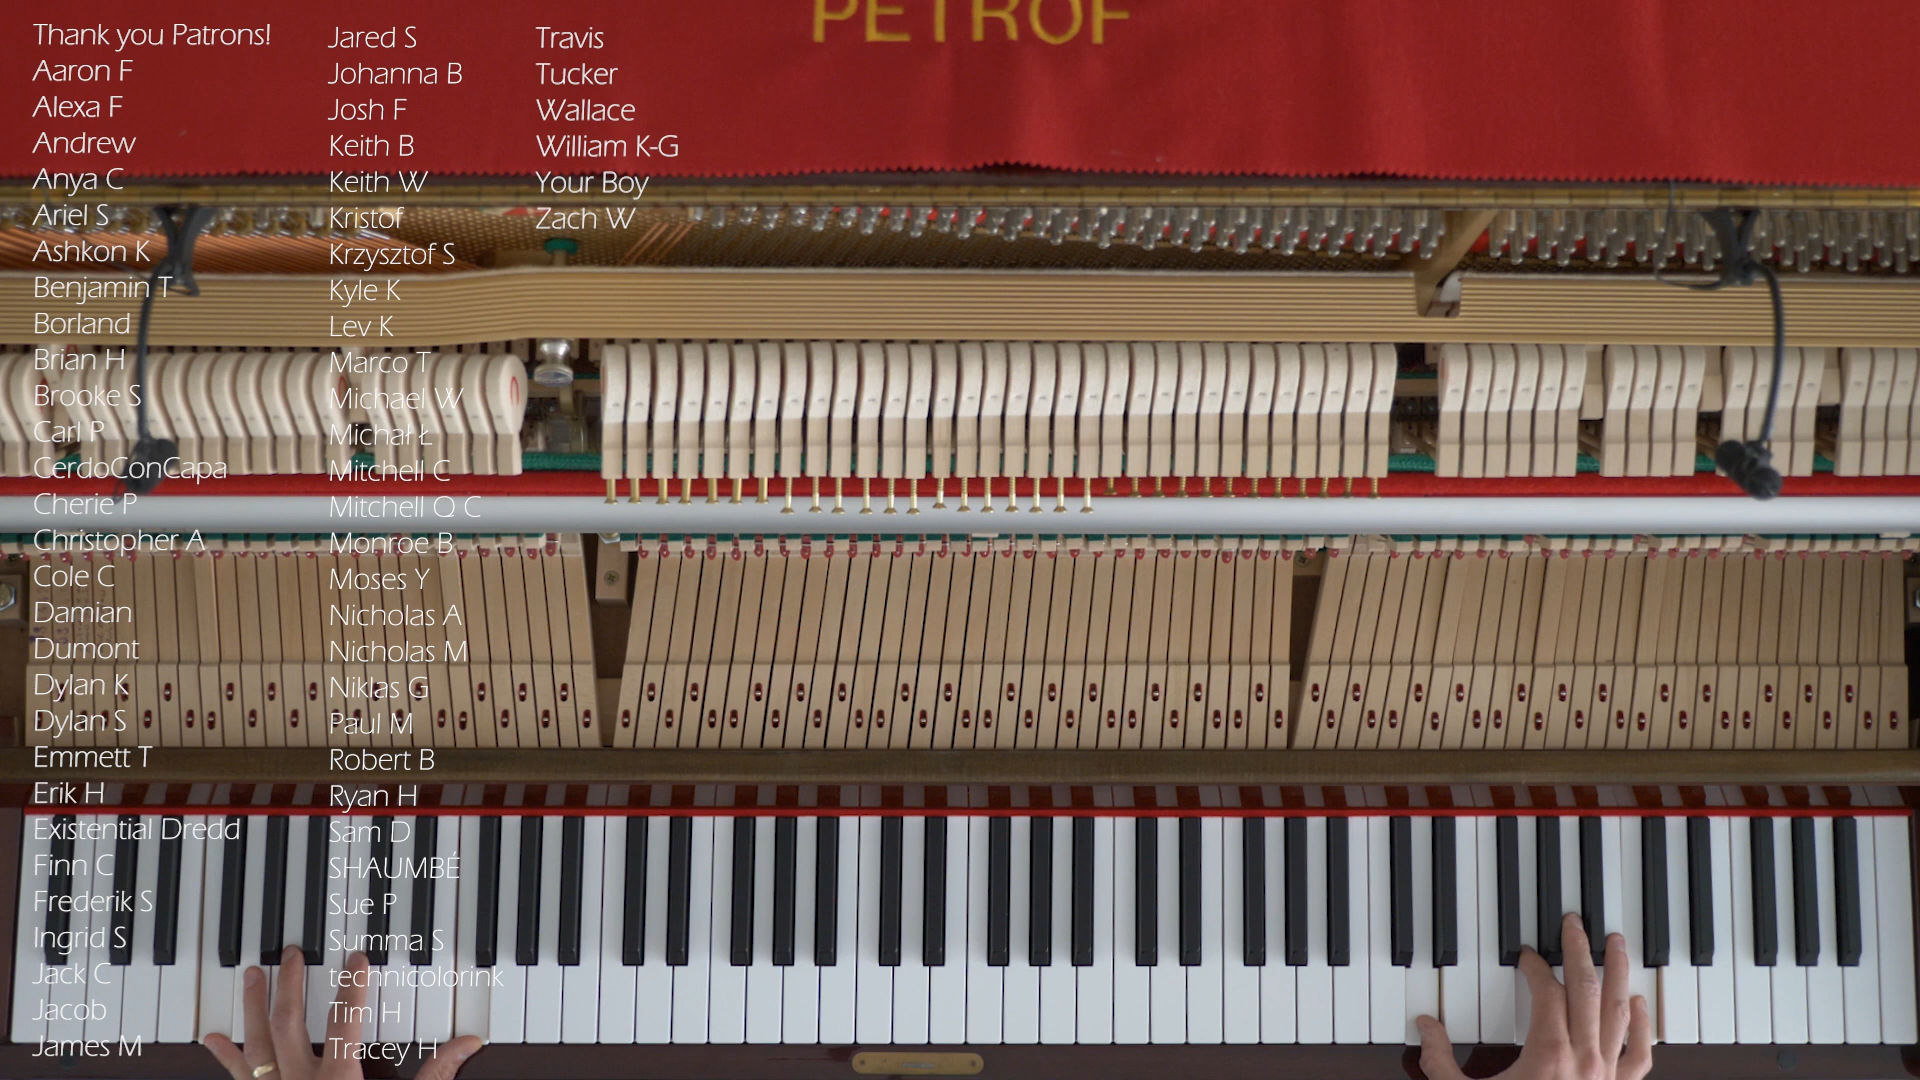 PETROF
Thank you Patrons!
Aaron F
Alexa F
Andrew
Anya C
Ariel S
Ashkon K
Benjamin T
Borland
Brian H
Brooke S
Carl P
CerdoConCapa
Cherie P
Christopher A
Cole C
Damian
Dumont
Dylan K
Dylan S
Emmett T
Erik H
Existential Dredd
Finn C
Frederik S
Ingrid S
Jack C
Jacob
James M
Jared S
Johanna B
Josh F
Keith B
Keith W
Kristof
Krzysztof S
Kyle K
Lev K
Marco T
Michael W
Michał Ł
Mitchell C
Mitchell Q C
Monroe B
Moses Y
Nicholas A
Nicholas M
Niklas G
Paul M
Robert B
Ryan H
Sam D
SHAUMBÉ
Sue P
Summa S
technicolorink
Tim H
Tracey H
Travis
Tucker
Wallace
William K-G
Your Boy
Zach W